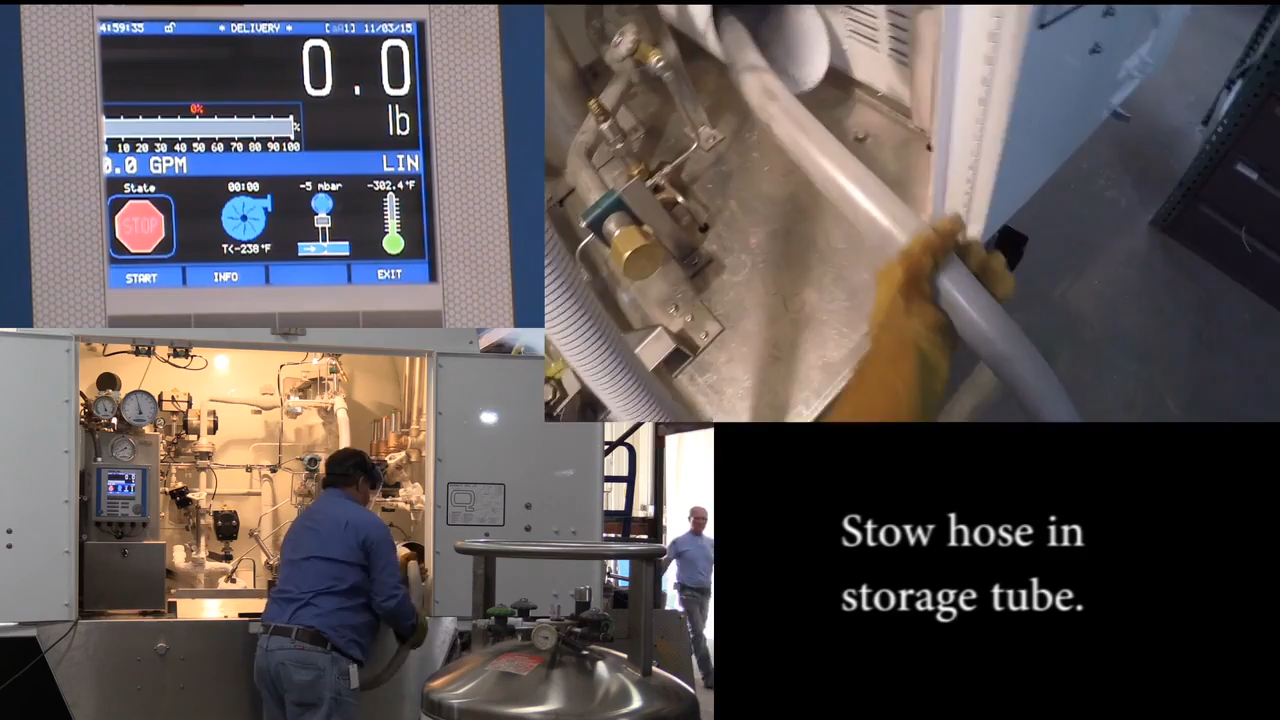 4:59:35 * DELIVERY * 11/03/15
0.0
lb
0%
10 20 30 40 50 60 70 80 90 100
%
0.0 GPM LIN
State 00:00 -5 mbar -302.4°F
STOP
T<-238°F
START INFO EXIT
Stow hose in
storage tube.